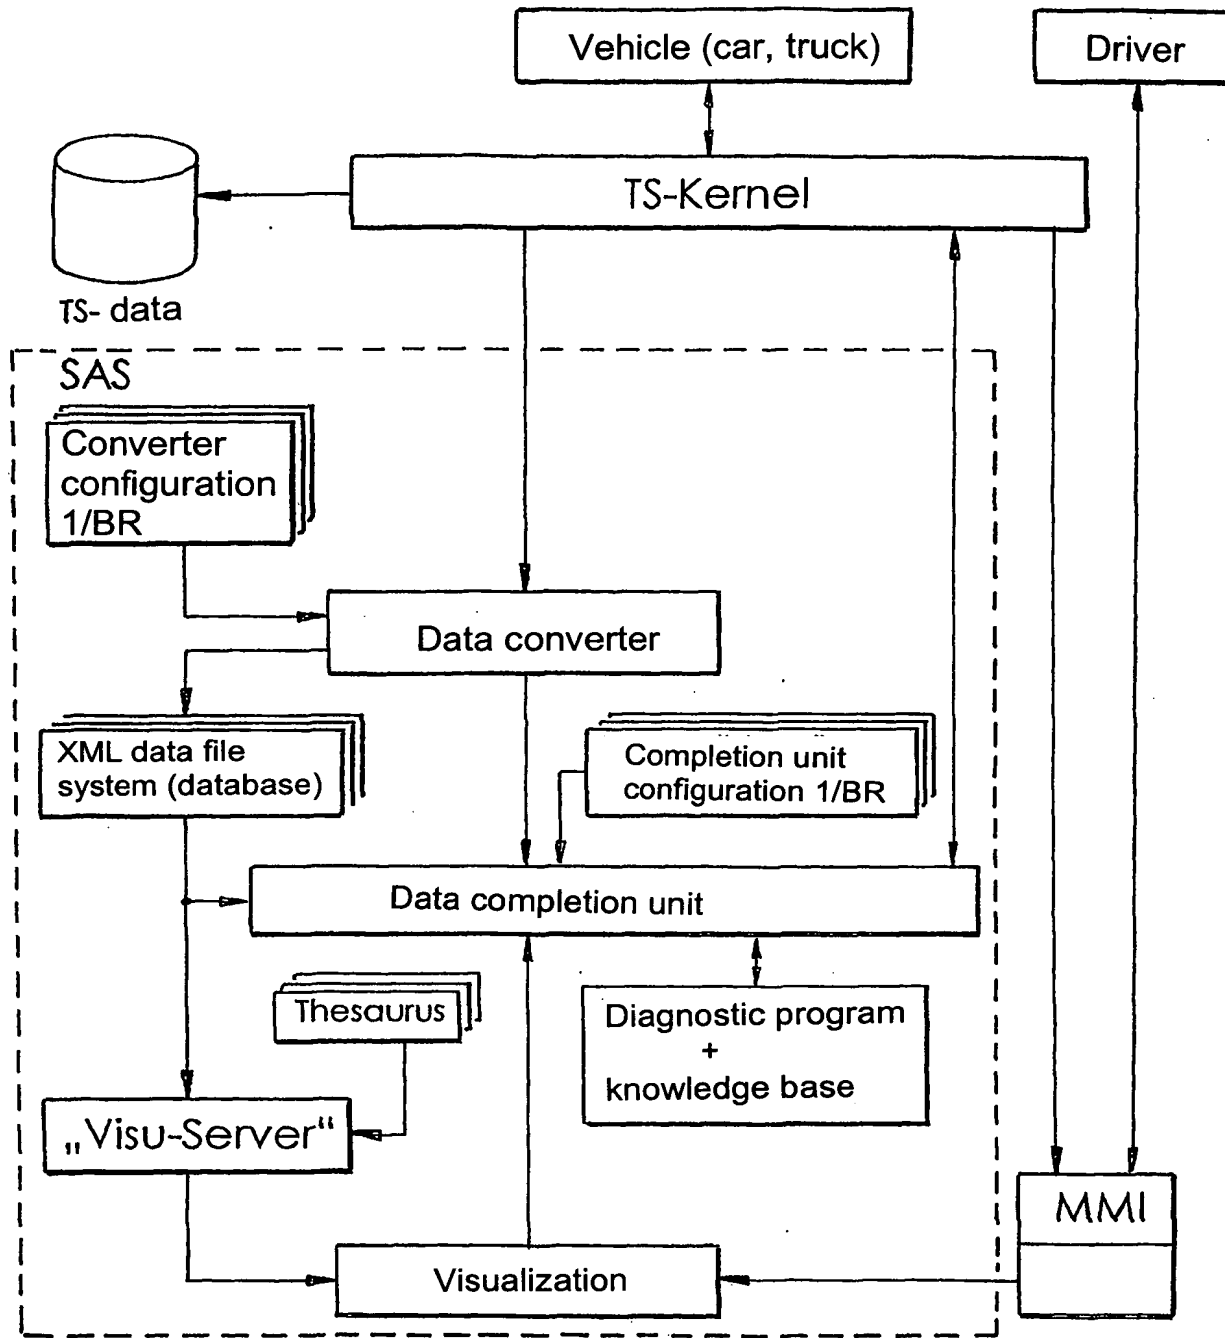 Vehicle (car, truck)
Driver
TS-Kernel
TS- data
SAS
Converter
configuration
1/BR
Data converter
XML data file
system (database)
Completion unit
configuration 1/BR
Data completion unit
Thesaurus
Diagnostic program
+
knowledge base
„Visu-Server“
MMI
Visualization